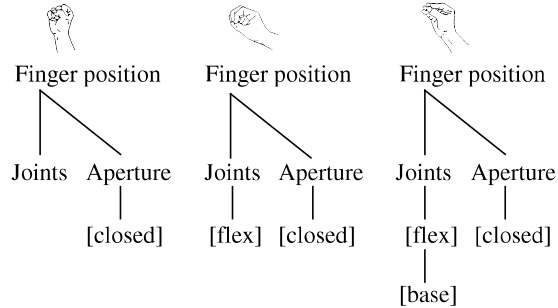 Finger position Finger position Finger position
Joints Aperture Joints Aperture Joints Aperture
[closed] [flex] [closed] [flex] [closed]
[base]